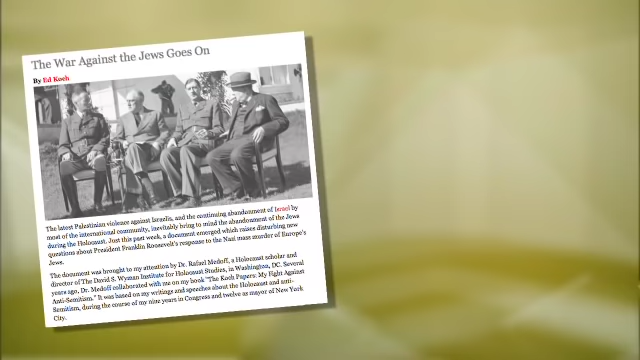 The War Against the Jews Goes On
By Ed Koch
The latest Palestinian violence against Israelis, and the continuing abandonment of Israel by
most of the international community, inevitably bring to mind the abandonment of the Jews
during the Holocaust. Just this past week, a document emerged which raises disturbing new
questions about President Franklin Roosevelt's response to the Nazi mass murder of Europe's
Jews.
The document was brought to my attention by Dr. Rafael Medoff, a Holocaust scholar and
director of The David S. Wyman Institute for Holocaust Studies, in Washington, DC. Several
years ago, Dr. Medoff collaborated with me on my book "The Koch Papers: My Fight Against
Anti-Semitism." It was based on my writings and speeches about the Holocaust and anti-
Semitism, during the course of my nine years in Congress and twelve as mayor of New York
City.